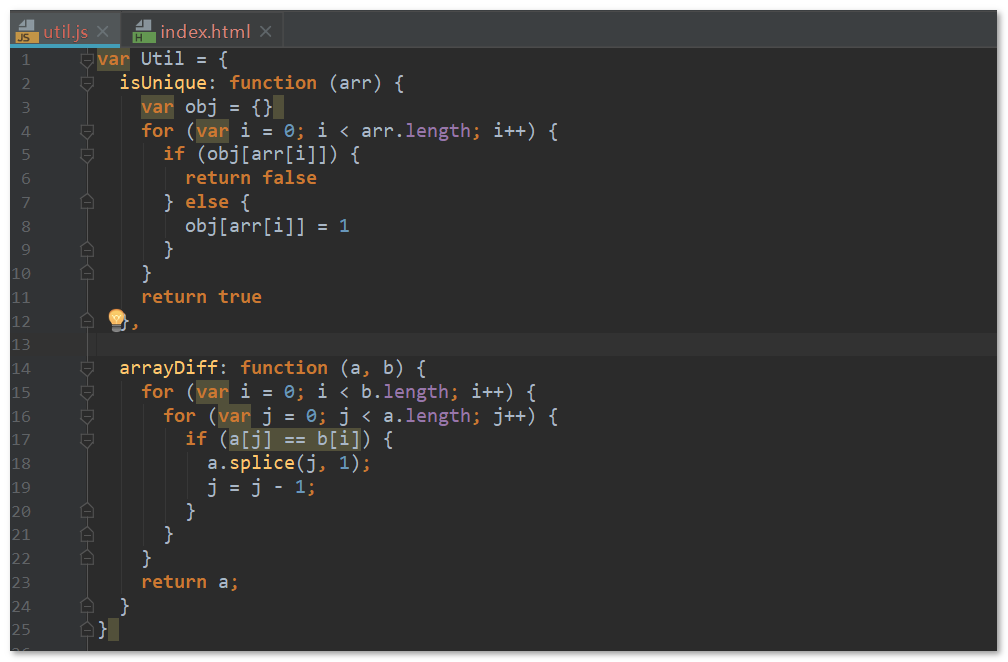 util.js index.html
1 var Util = {
2   isUnique: function (arr) {
3     var obj = {}
4     for (var i = 0; i < arr.length; i++) {
5       if (obj[arr[i]]) {
6         return false
7       } else {
8         obj[arr[i]] = 1
9       }
10     }
11     return true
12   },
13
14   arrayDiff: function (a, b) {
15     for (var i = 0; i < b.length; i++) {
16       for (var j = 0; j < a.length; j++) {
17         if (a[j] == b[i]) {
18           a.splice(j, 1);
19           j = j - 1;
20         }
21       }
22     }
23     return a;
24   }
25 }